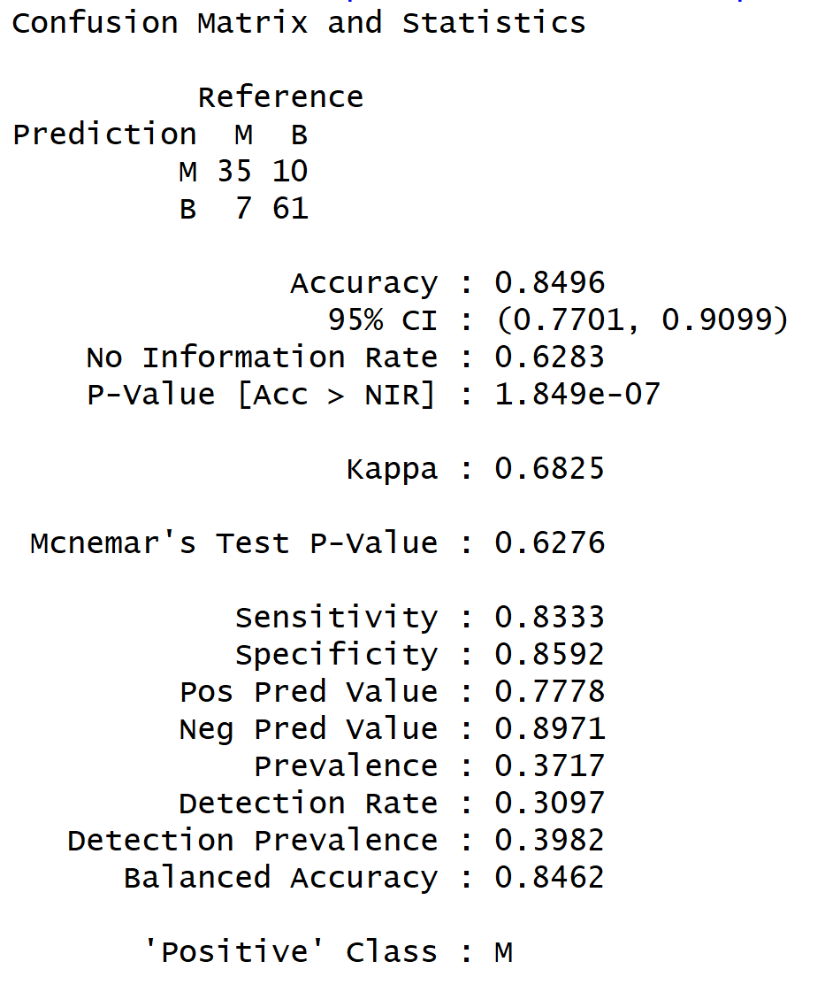 Confusion Matrix and Statistics
Reference
Prediction M B
M 35 10
B 7 61
Accuracy : 0.8496
95% CI : (0.7701, 0.9099)
No Information Rate : 0.6283
P-Value [Acc > NIR] : 1.849e-07
Kappa : 0.6825
Mcnemar's Test P-Value : 0.6276
Sensitivity : 0.8333
Specificity : 0.8592
Pos Pred Value : 0.7778
Neg Pred Value : 0.8971
Prevalence : 0.3717
Detection Rate : 0.3097
Detection Prevalence : 0.3982
Balanced Accuracy : 0.8462
'Positive' Class : M